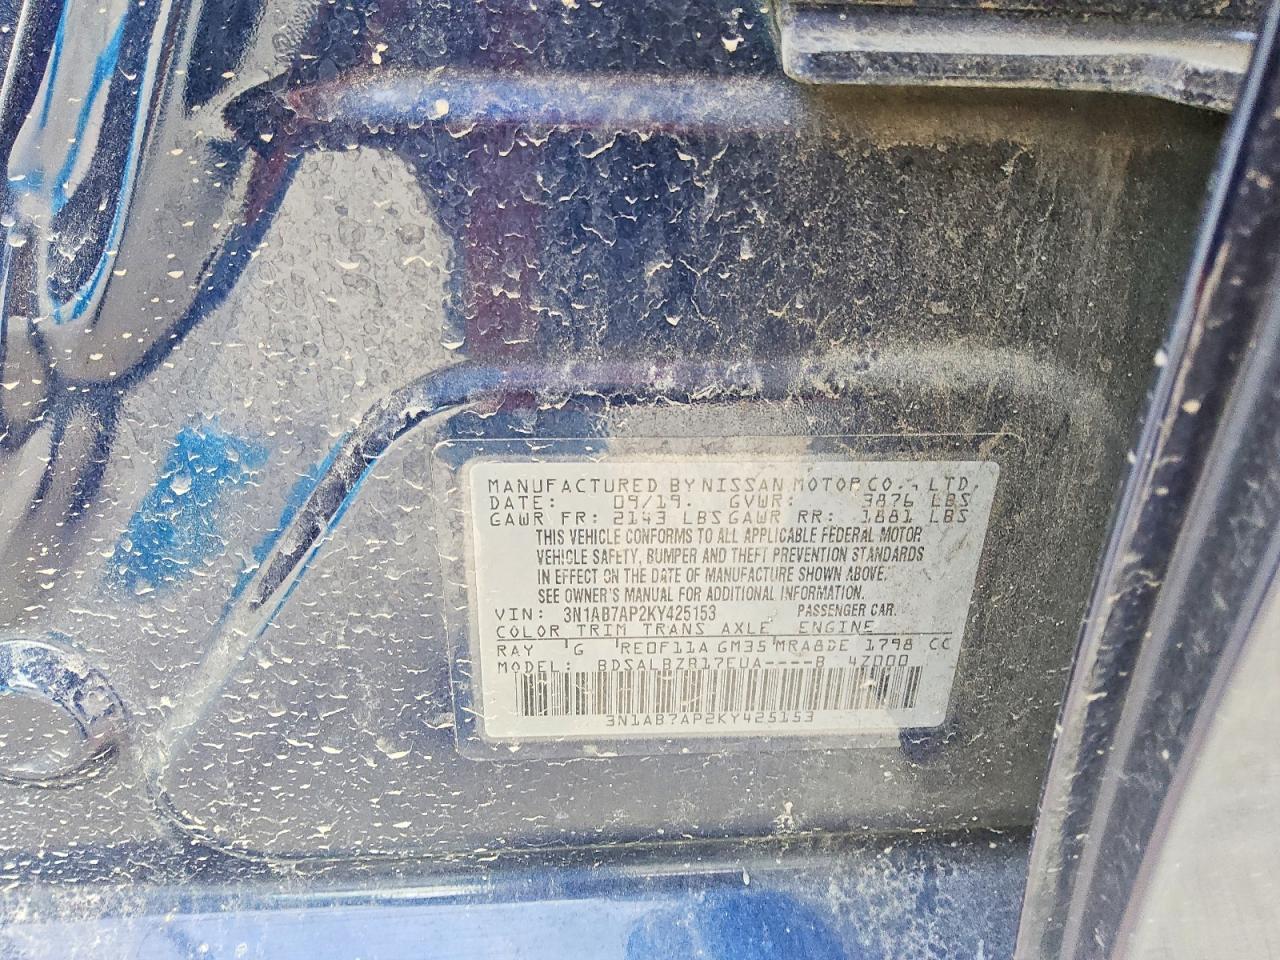 MANUFACTURED BY NISSAN MOTOR CO., LTD.
DATE: 09/19. GVWR: 3876 LBS
GAWR FR: 2143 LBS GAWR RR: 1881 LBS
THIS VEHICLE CONFORMS TO ALL APPLICABLE FEDERAL MOTOR
VEHICLE SAFETY, BUMPER AND THEFT PREVENTION STANDARDS
IN EFFECT ON THE DATE OF MANUFACTURE SHOWN ABOVE.
SEE OWNER'S MANUAL FOR ADDITIONAL INFORMATION.
VIN: 3N1AB7AP2KY425153 PASSENGER CAR
COLOR TRIM TRANS AXLE ENGINE
RAY G RE0F11A GM35 MRA8DE 1798 CC
MODEL: BDSALBZB17EUA----B 4Z000
3N1AB7AP2KY425153